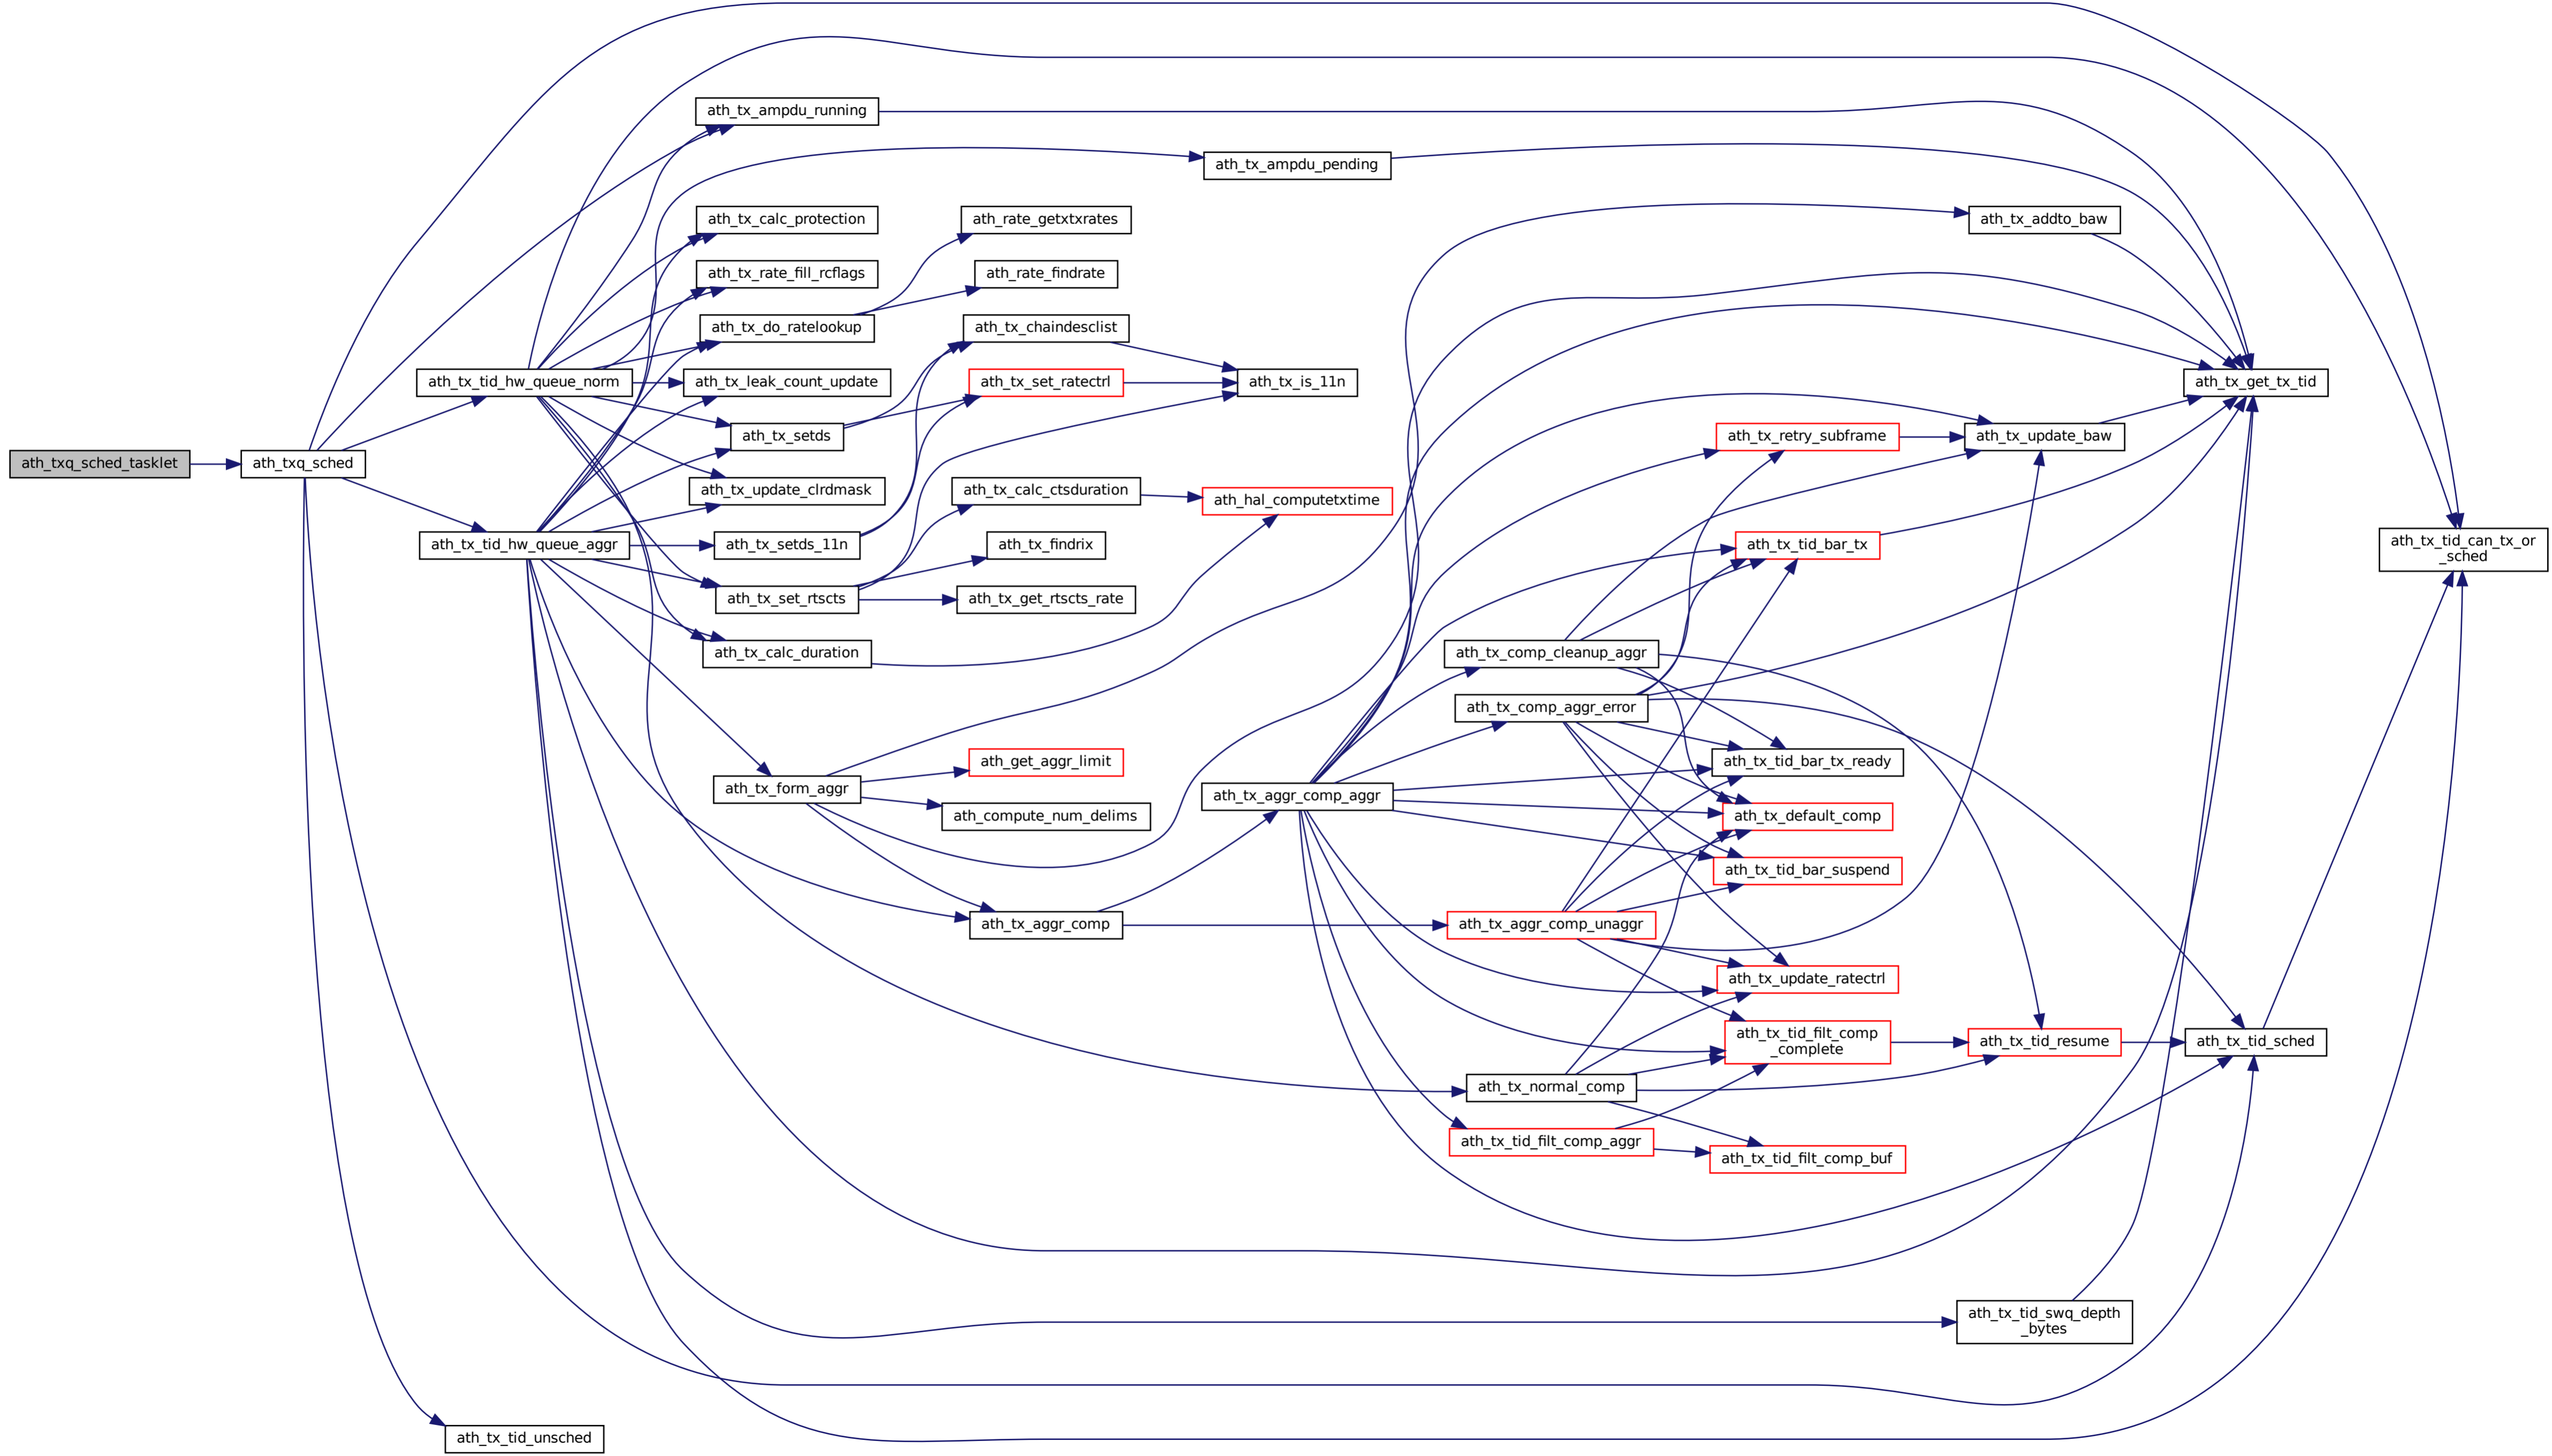 ath_tx_ampdu_running
ath_tx_ampdu_pending
ath_tx_calc_protection
ath_rate_getxtxrates
ath_tx_addto_baw
ath_tx_rate_fill_rcflags
ath_rate_findrate
ath_tx_do_ratelookup
ath_tx_chaindesclist
ath_tx_tid_hw_queue_norm
ath_tx_leak_count_update
ath_tx_set_ratectrl
ath_tx_is_11n
ath_tx_get_tx_tid
ath_tx_setds
ath_tx_retry_subframe
ath_tx_update_baw
ath_txq_sched_tasklet
ath_txq_sched
ath_tx_update_clrdmask
ath_tx_calc_ctsduration
ath_hal_computetxtime
ath_tx_tid_hw_queue_aggr
ath_tx_setds_11n
ath_tx_findrix
ath_tx_tid_bar_tx
ath_tx_tid_can_tx_or
_sched
ath_tx_set_rtscts
ath_tx_get_rtscts_rate
ath_tx_calc_duration
ath_tx_comp_cleanup_aggr
ath_tx_comp_aggr_error
ath_get_aggr_limit
ath_tx_tid_bar_tx_ready
ath_tx_form_aggr
ath_tx_aggr_comp_aggr
ath_compute_num_delims
ath_tx_default_comp
ath_tx_tid_bar_suspend
ath_tx_aggr_comp
ath_tx_aggr_comp_unaggr
ath_tx_update_ratectrl
ath_tx_tid_filt_comp
_complete
ath_tx_tid_resume
ath_tx_tid_sched
ath_tx_normal_comp
ath_tx_tid_filt_comp_aggr
ath_tx_tid_filt_comp_buf
ath_tx_tid_swq_depth
_bytes
ath_tx_tid_unsched